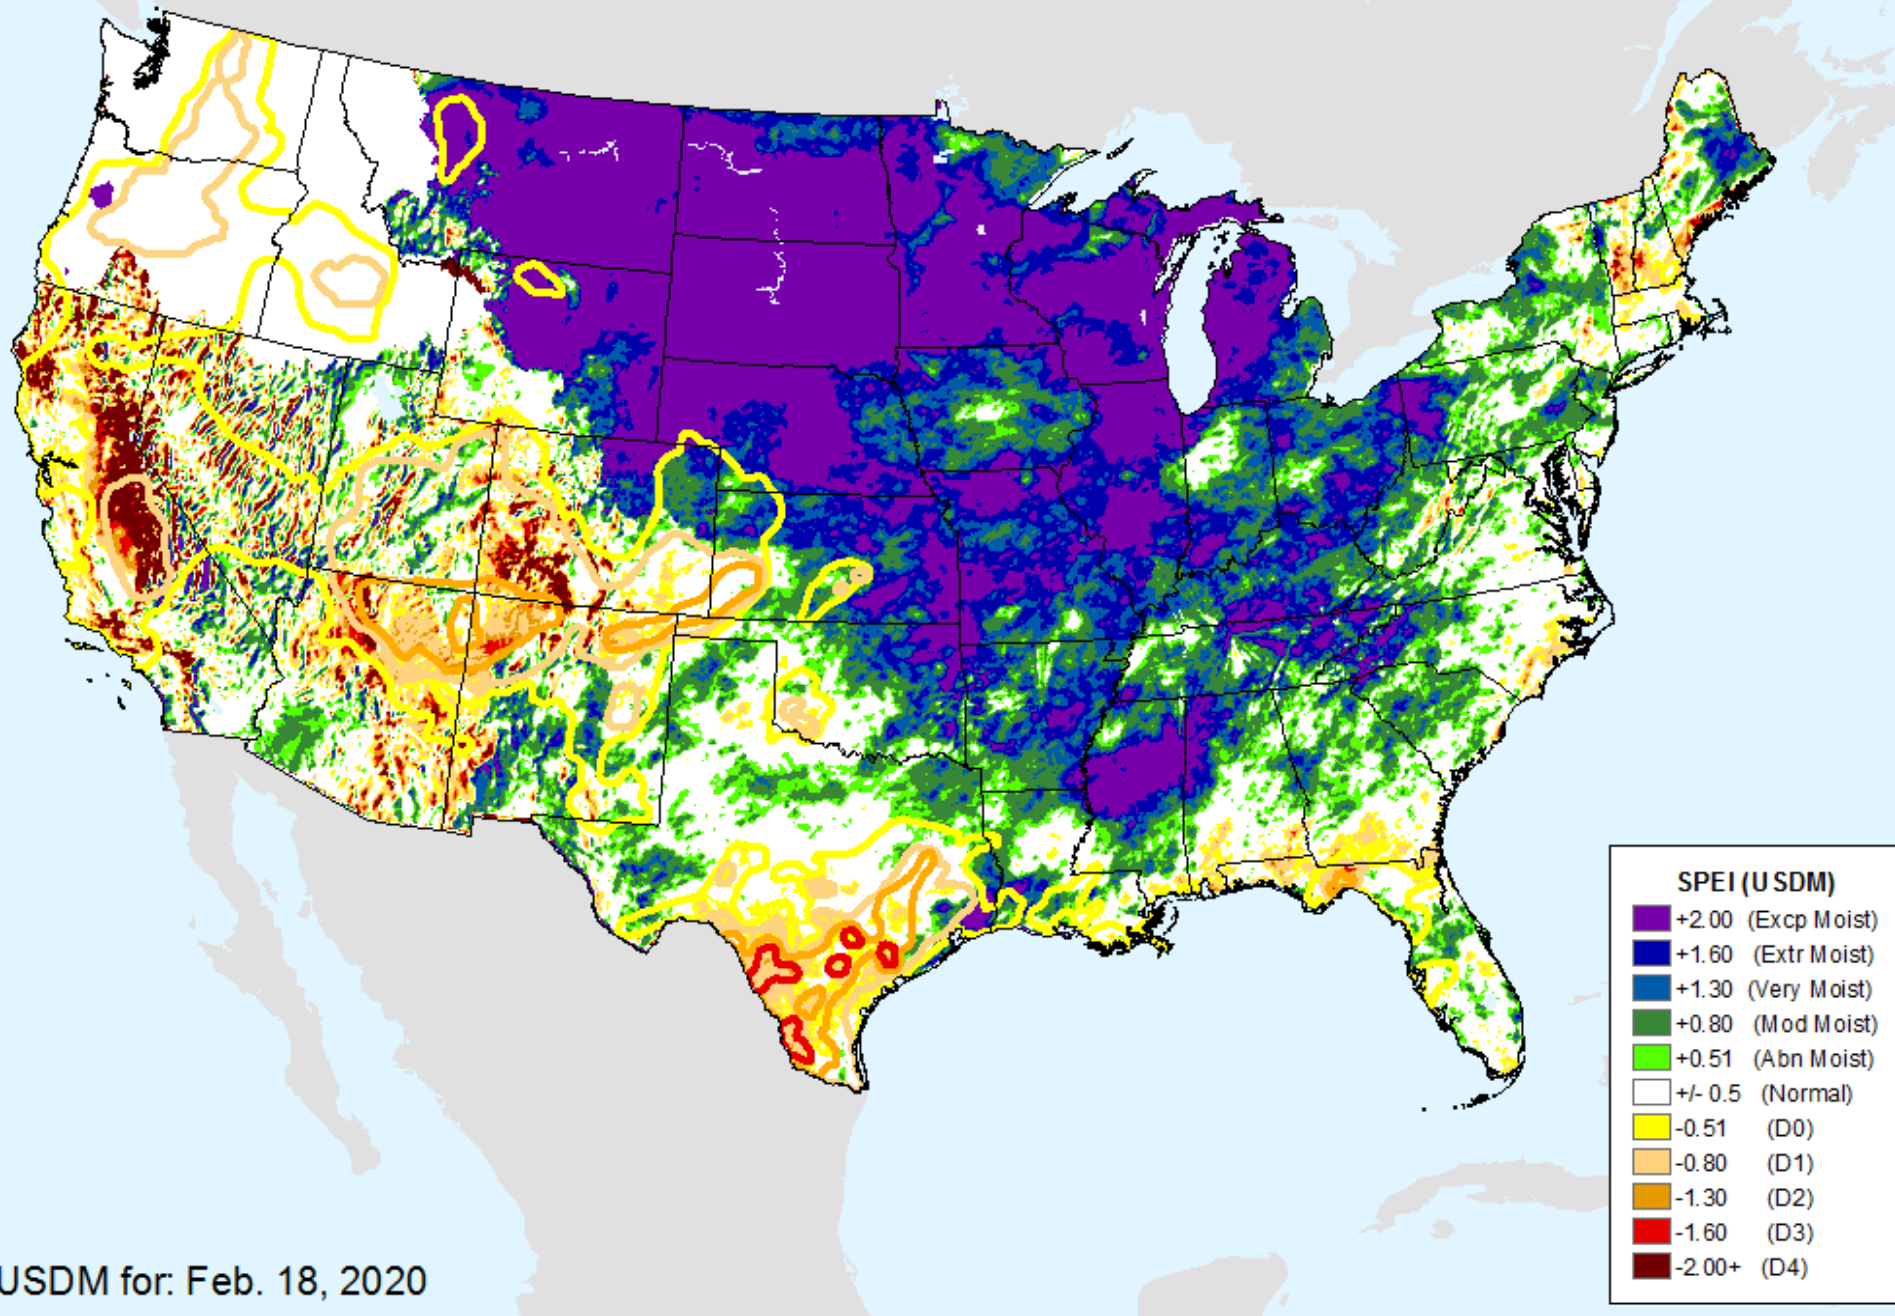 SPEI (USDM)
+2.00 (Excp Moist)
+1.60 (Extr Moist)
+1.30 (Very Moist)
+0.80 (Mod Moist)
+0.51 (Abn Moist)
+/- 0.5 (Normal)
-0.51 (D0)
-0.80 (D1)
-1.30 (D2)
-1.60 (D3)
-2.00+ (D4)
USDM for: Feb. 18, 2020